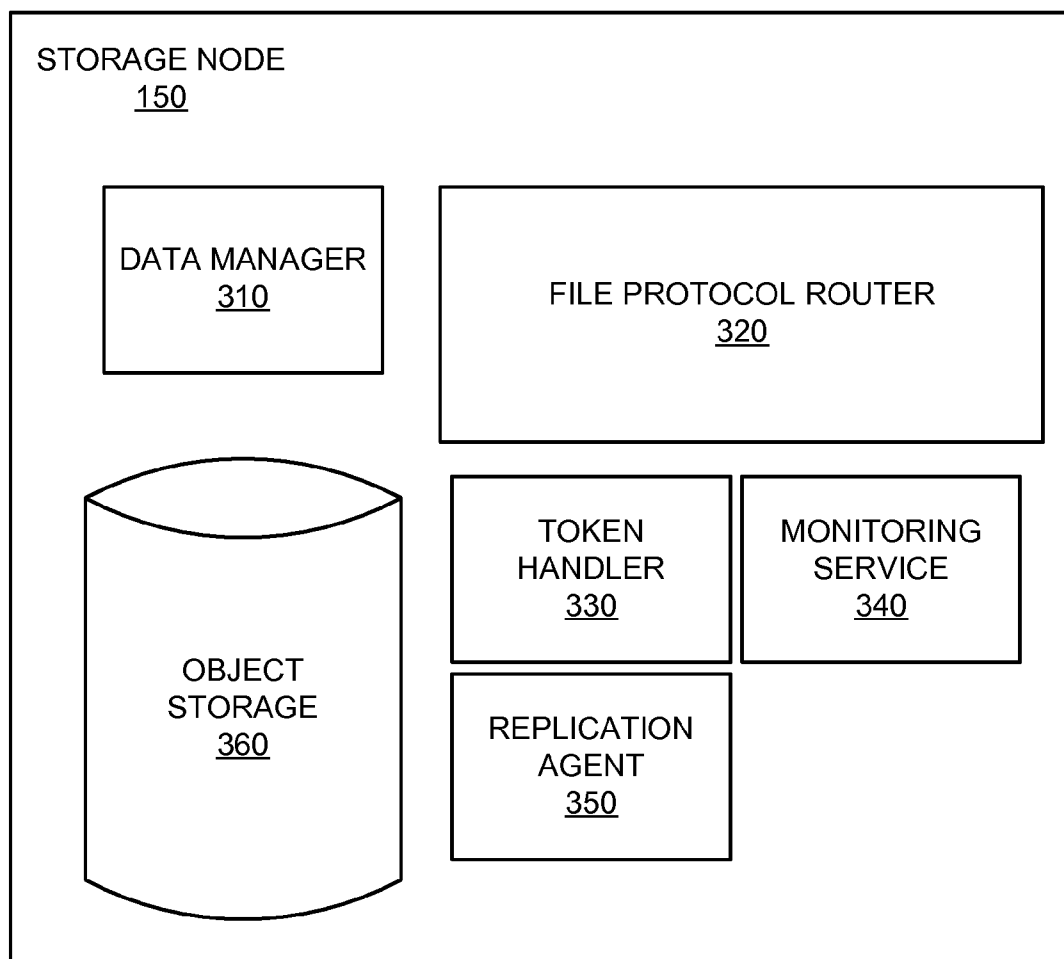 STORAGE NODE
150
DATA MANAGER
310
FILE PROTOCOL ROUTER
320
TOKEN
HANDLER
330
MONITORING
SERVICE
340
OBJECT
STORAGE
360
REPLICATION
AGENT
350